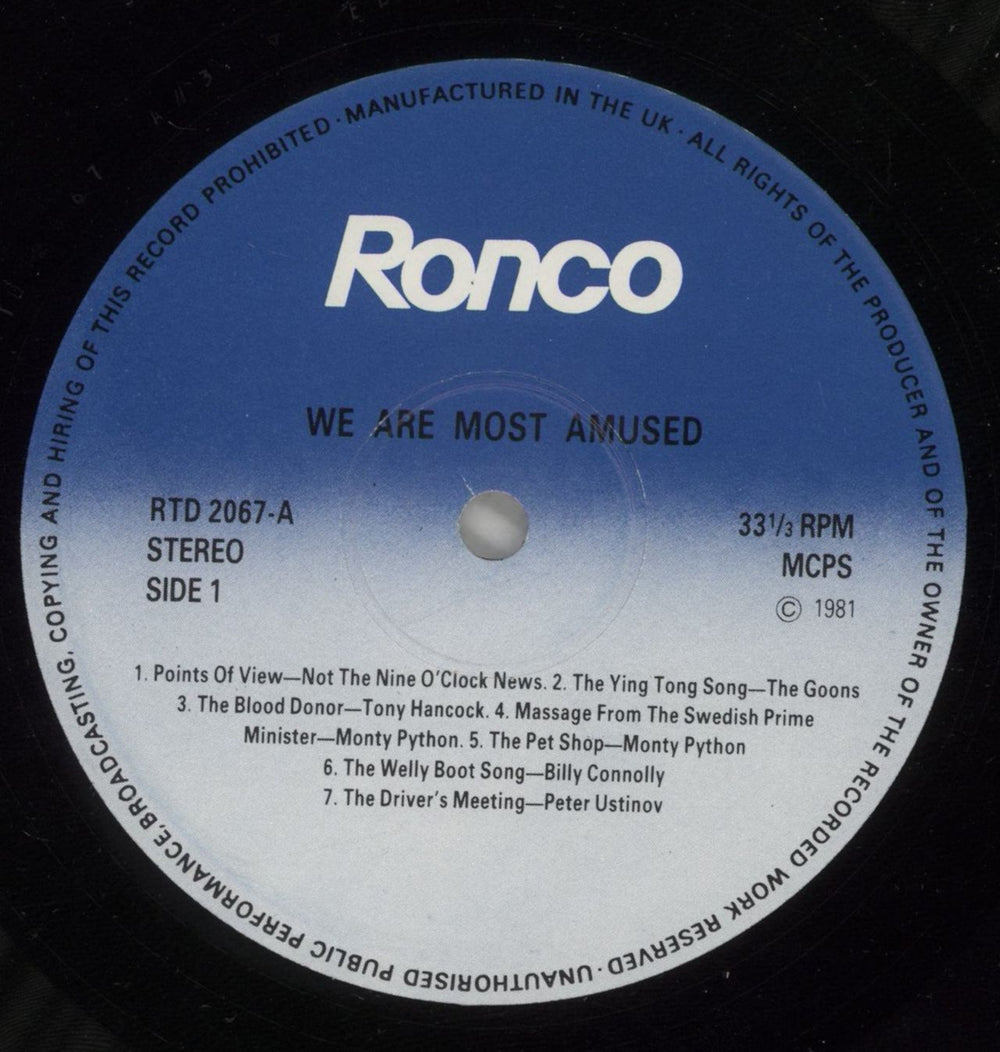 MANUFACTURED IN THE UK · ALL RIGHTS OF THE PRODUCER AND OF THE OWNER OF THE RECORDED WORK RESERVED · UNAUTHORISED PUBLIC PERFORMANCE, BROADCASTING, COPYING AND HIRING OF THIS RECORD PROHIBITED ·
Ronco
WE ARE MOST AMUSED
RTD 2067-A
STEREO
SIDE 1
33 1/3 RPM
MCPS
© 1981
1. Points Of View—Not The Nine O'Clock News. 2. The Ying Tong Song—The Goons
3. The Blood Donor—Tony Hancock. 4. Massage From The Swedish Prime
Minister—Monty Python. 5. The Pet Shop—Monty Python
6. The Welly Boot Song—Billy Connolly
7. The Driver's Meeting—Peter Ustinov